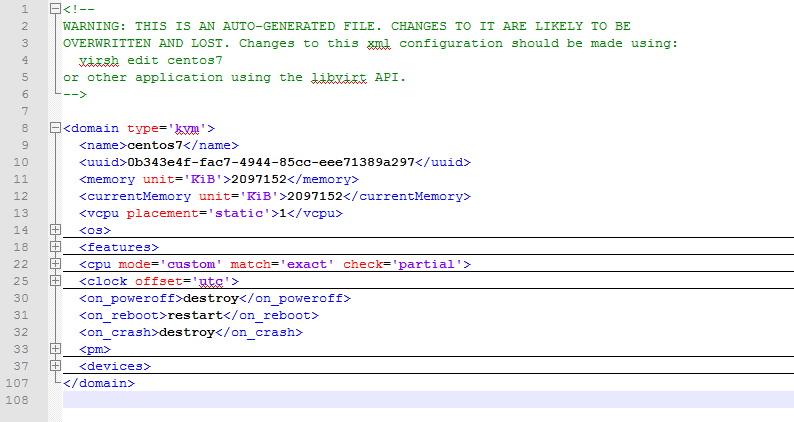 1 <!--
2 WARNING: THIS IS AN AUTO-GENERATED FILE. CHANGES TO IT ARE LIKELY TO BE
3 OVERWRITTEN AND LOST. Changes to this xml configuration should be made using:
4   virsh edit centos7
5 or other application using the libvirt API.
6 -->
7
8 <domain type='kvm'>
9   <name>centos7</name>
10   <uuid>0b343e4f-fac7-4944-85cc-eee71389a297</uuid>
11   <memory unit='KiB'>2097152</memory>
12   <currentMemory unit='KiB'>2097152</currentMemory>
13   <vcpu placement='static'>1</vcpu>
14   <os>
18   <features>
22   <cpu mode='custom' match='exact' check='partial'>
25   <clock offset='utc'>
30   <on_poweroff>destroy</on_poweroff>
31   <on_reboot>restart</on_reboot>
32   <on_crash>destroy</on_crash>
33   <pm>
37   <devices>
107 </domain>
108